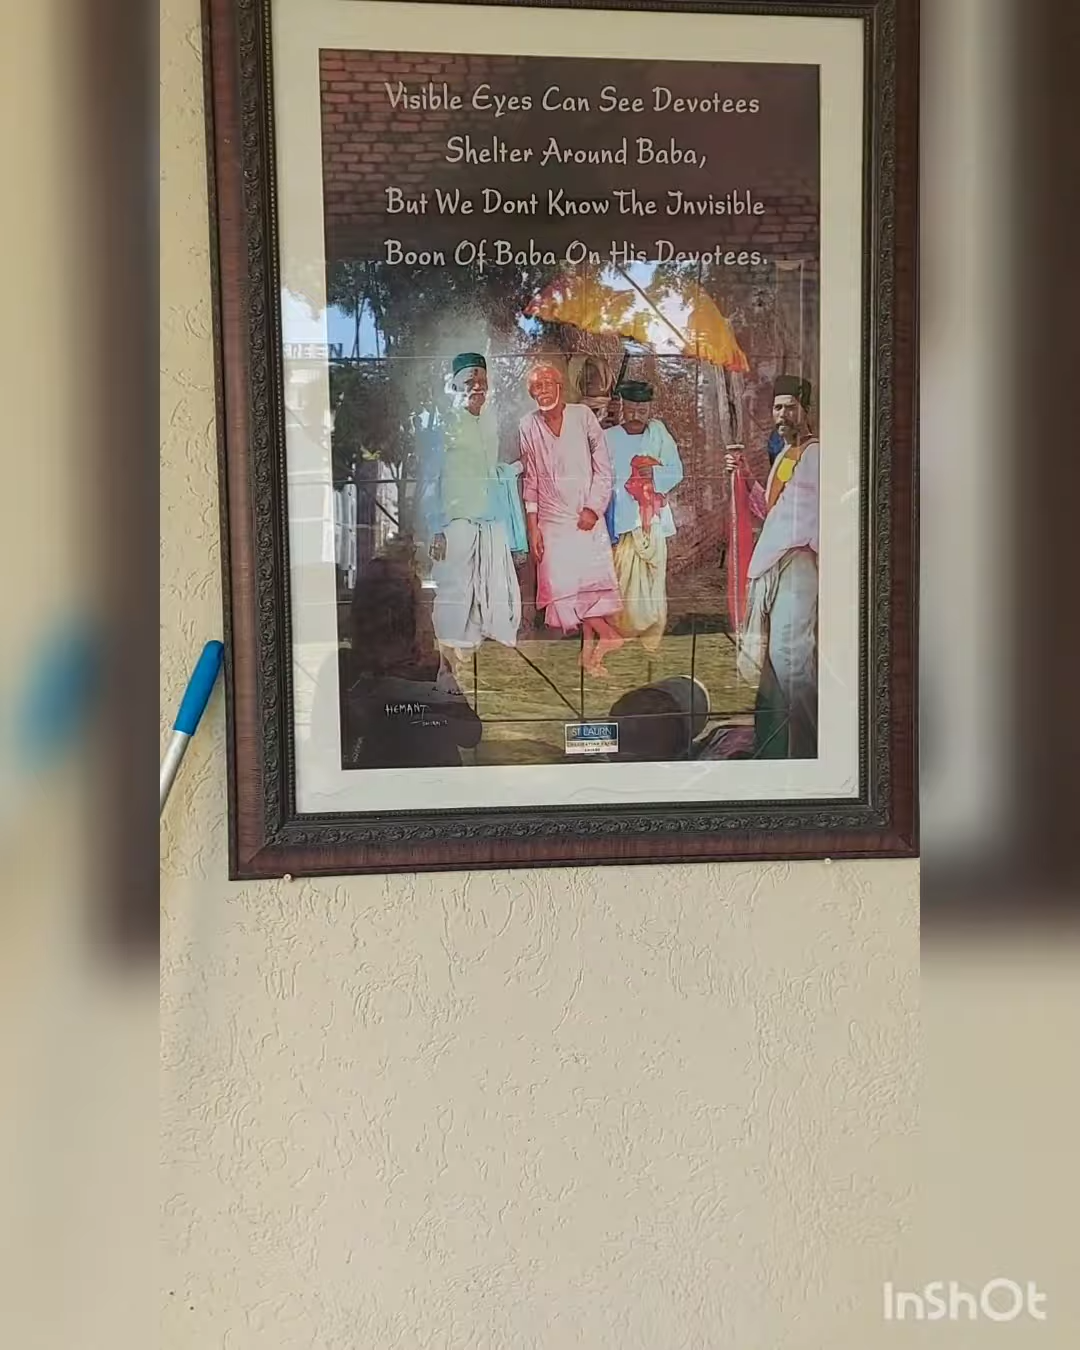 Visible Eyes Can See Devotees
Shelter Around Baba,
But We Dont Know The Invisible
Boon Of Baba On His Devotees.
HEMANT
ST LAURN
InShOt